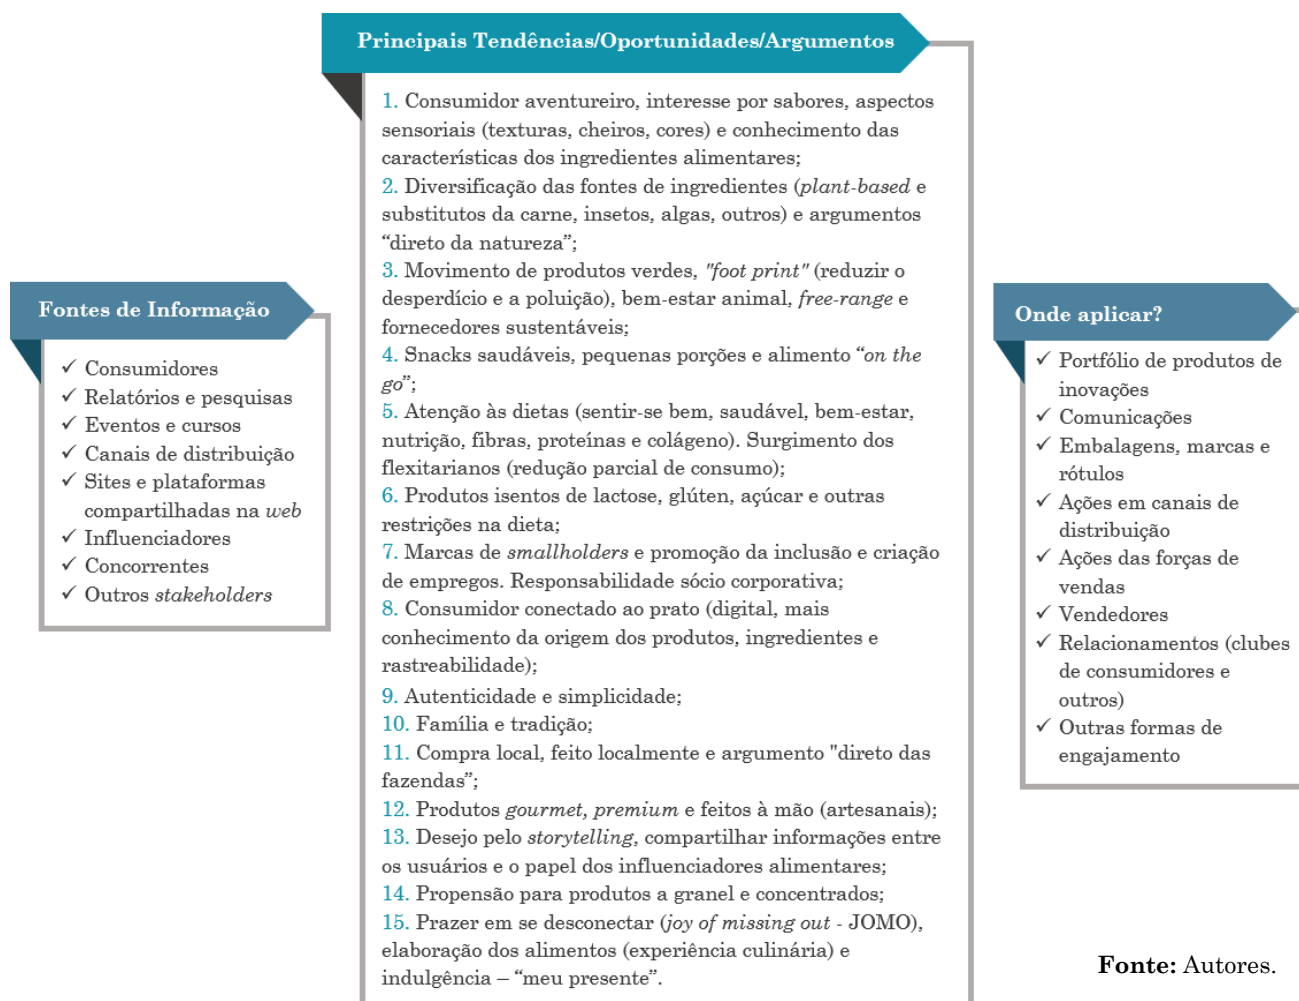 Principais Tendências/Oportunidades/Argumentos
1. Consumidor aventureiro, interesse por sabores, aspectos
sensoriais (texturas, cheiros, cores) e conhecimento das
características dos ingredientes alimentares;
2. Diversificação das fontes de ingredientes (plant-based e
substitutos da carne, insetos, algas, outros) e argumentos
“direto da natureza”;
3. Movimento de produtos verdes, "foot print" (reduzir o
desperdício e a poluição), bem-estar animal, free-range e
fornecedores sustentáveis;
4. Snacks saudáveis, pequenas porções e alimento “on the
go”;
5. Atenção às dietas (sentir-se bem, saudável, bem-estar,
nutrição, fibras, proteínas e colágeno). Surgimento dos
flexitarianos (redução parcial de consumo);
6. Produtos isentos de lactose, glúten, açúcar e outras
restrições na dieta;
7. Marcas de smallholders e promoção da inclusão e criação
de empregos. Responsabilidade sócio corporativa;
8. Consumidor conectado ao prato (digital, mais
conhecimento da origem dos produtos, ingredientes e
rastreabilidade);
9. Autenticidade e simplicidade;
10. Família e tradição;
11. Compra local, feito localmente e argumento "direto das
fazendas”;
12. Produtos gourmet, premium e feitos à mão (artesanais);
13. Desejo pelo storytelling, compartilhar informações entre
os usuários e o papel dos influenciadores alimentares;
14. Propensão para produtos a granel e concentrados;
15. Prazer em se desconectar (joy of missing out - JOMO),
elaboração dos alimentos (experiência culinária) e
indulgência – “meu presente”.
Fontes de Informação
✓ Consumidores
✓ Relatórios e pesquisas
✓ Eventos e cursos
✓ Canais de distribuição
✓ Sites e plataformas
compartilhadas na web
✓ Influenciadores
✓ Concorrentes
✓ Outros stakeholders
Onde aplicar?
✓ Portfólio de produtos de
inovações
✓ Comunicações
✓ Embalagens, marcas e
rótulos
✓ Ações em canais de
distribuição
✓ Ações das forças de
vendas
✓ Vendedores
✓ Relacionamentos (clubes
de consumidores e
outros)
✓ Outras formas de
engajamento
Fonte: Autores.